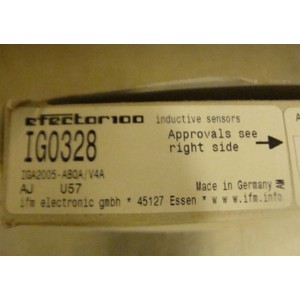 efector100 inductive sensors
IG0328
Approvals see
right side
IGA2005-ABOA/V4A
AJ U57
Made in Germany
ifm electronic gmbh * 45127 Essen * www.ifm.info
A